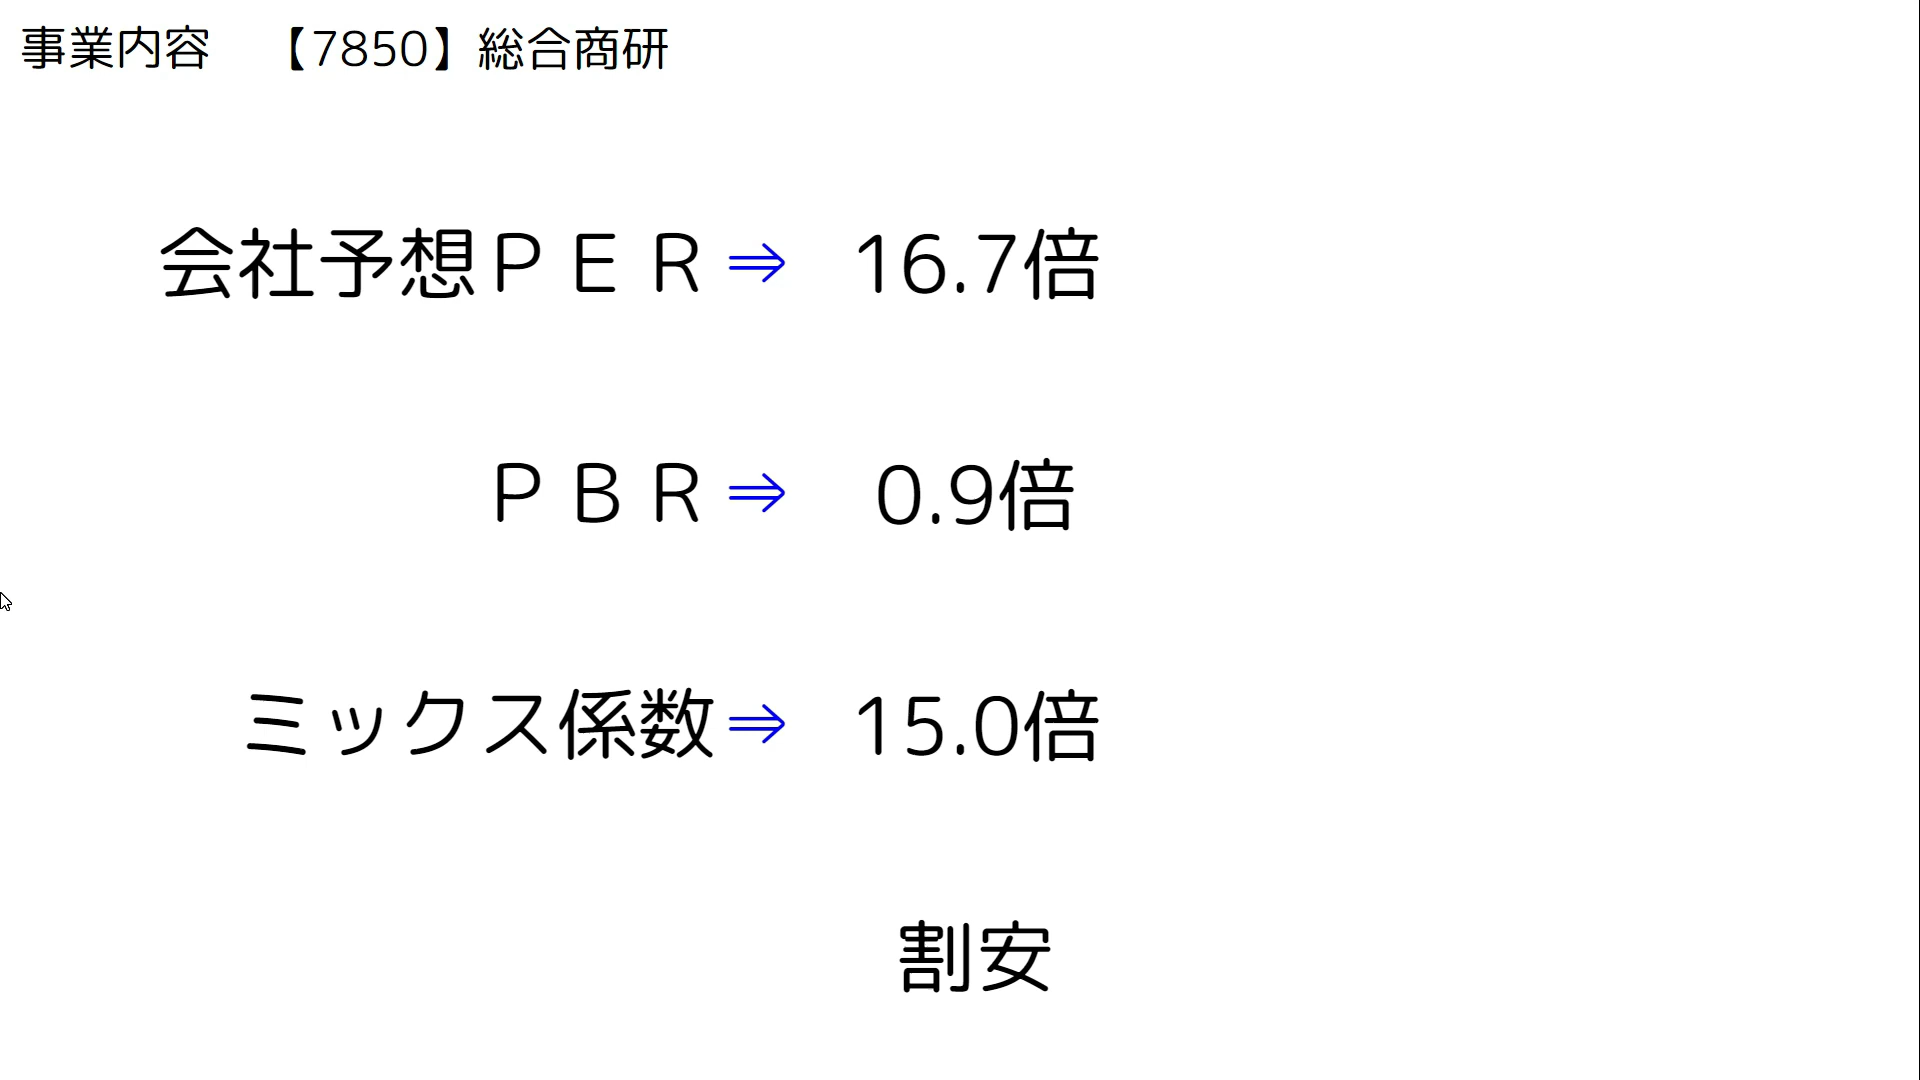 事業内容　【7850】総合商研
会社予想ＰＥＲ⇒　16.7倍
ＰＢＲ⇒　0.9倍
ミックス係数⇒　15.0倍
割安